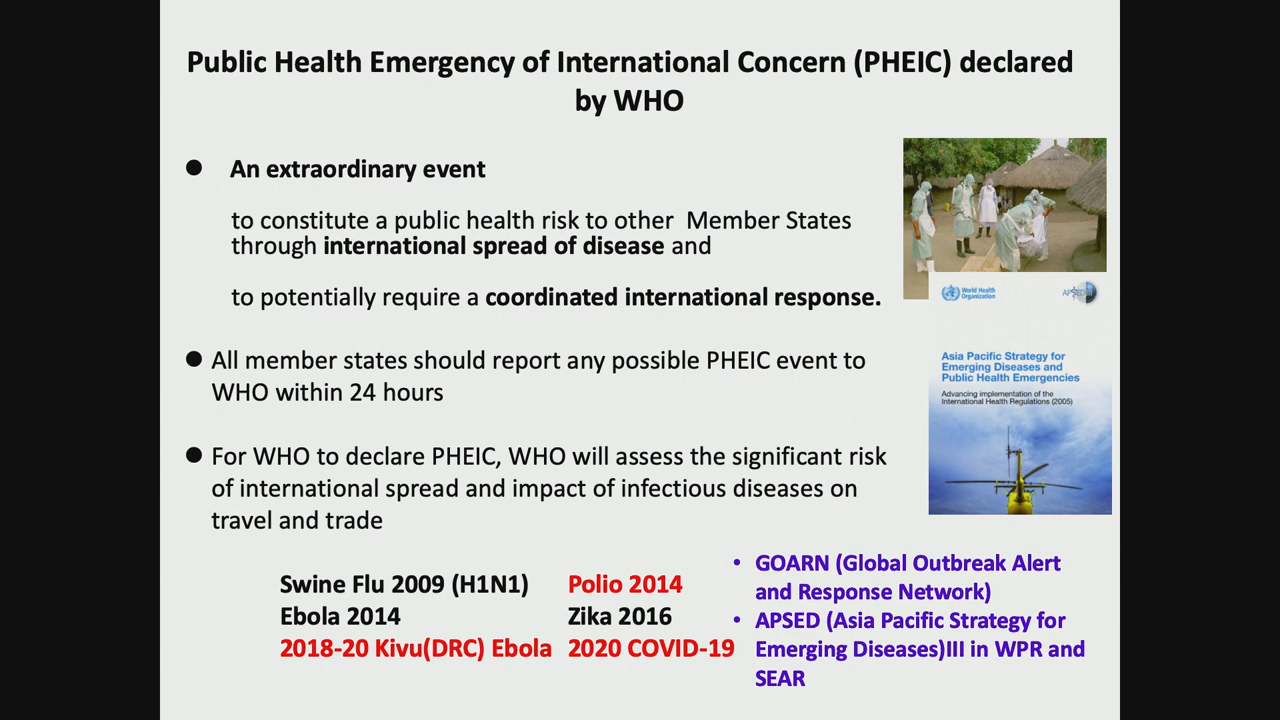 Public Health Emergency of International Concern (PHEIC) declared
by WHO
● An extraordinary event
to constitute a public health risk to other Member States
through international spread of disease and
to potentially require a coordinated international response.
● All member states should report any possible PHEIC event to
WHO within 24 hours
● For WHO to declare PHEIC, WHO will assess the significant risk
of international spread and impact of infectious diseases on
travel and trade
Swine Flu 2009 (H1N1) Polio 2014
Ebola 2014 Zika 2016
2018-20 Kivu(DRC) Ebola 2020 COVID-19
World Health
Organization
APSED III
Asia Pacific Strategy for
Emerging Diseases and
Public Health Emergencies
Advancing implementation of the
International Health Regulations (2005)
• GOARN (Global Outbreak Alert
and Response Network)
• APSED (Asia Pacific Strategy for
Emerging Diseases)III in WPR and
SEAR